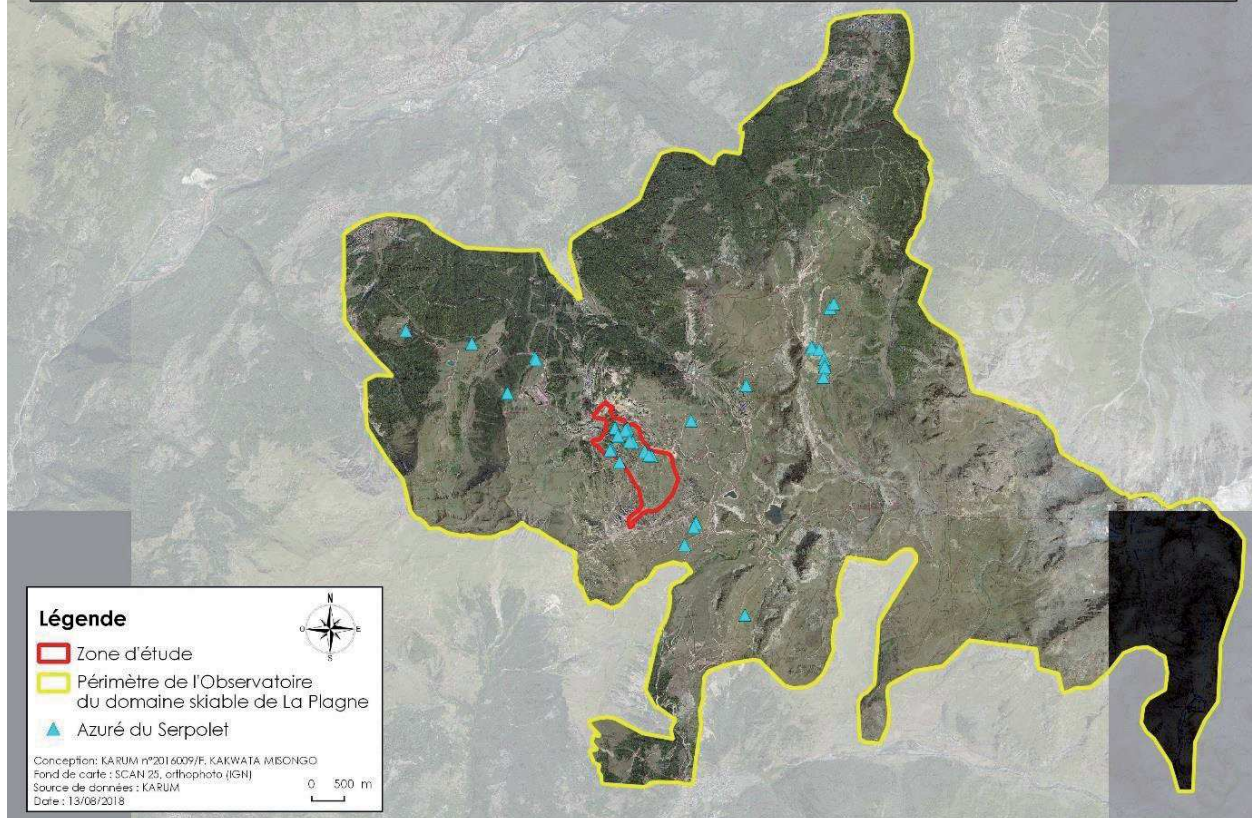 Légende
N
O
E
S
Zone d'étude
Périmètre de l'Observatoire
du domaine skiable de La Plagne
Azuré du Serpolet
Conception: KARUM n°2016009/F. KAKWATA MISONGO
Fond de carte : SCAN 25, orthophoto (IGN)
Source de données : KARUM
Date : 13/08/2018
0 500 m